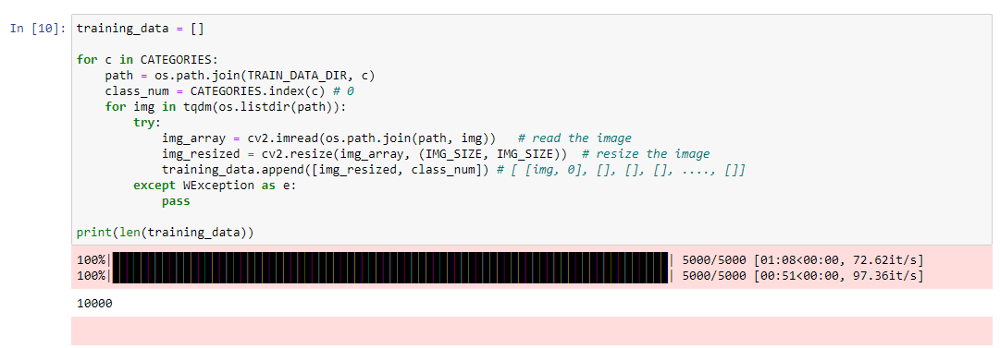 In [10]: training_data = []
for c in CATEGORIES:
    path = os.path.join(TRAIN_DATA_DIR, c)
    class_num = CATEGORIES.index(c) # 0
    for img in tqdm(os.listdir(path)):
        try:
            img_array = cv2.imread(os.path.join(path, img))   # read the image
            img_resized = cv2.resize(img_array, (IMG_SIZE, IMG_SIZE))  # resize the image
            training_data.append([img_resized, class_num]) # [ [img, 0], [], [], [], ...., []]
        except WException as e:
            pass
print(len(training_data))
100%| | 5000/5000 [01:08<00:00, 72.62it/s]
100%| | 5000/5000 [00:51<00:00, 97.36it/s]
10000